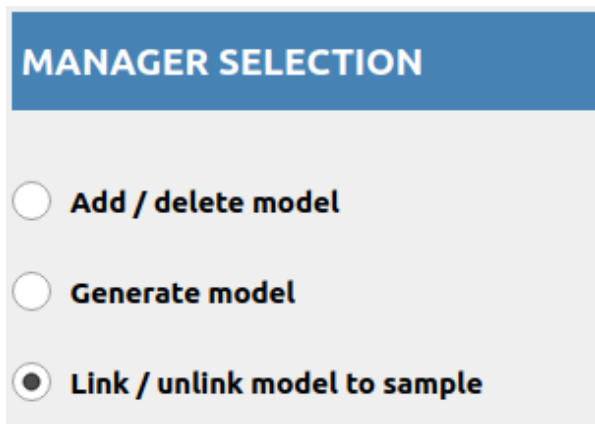 MANAGER SELECTION
Add / delete model
Generate model
Link / unlink model to sample